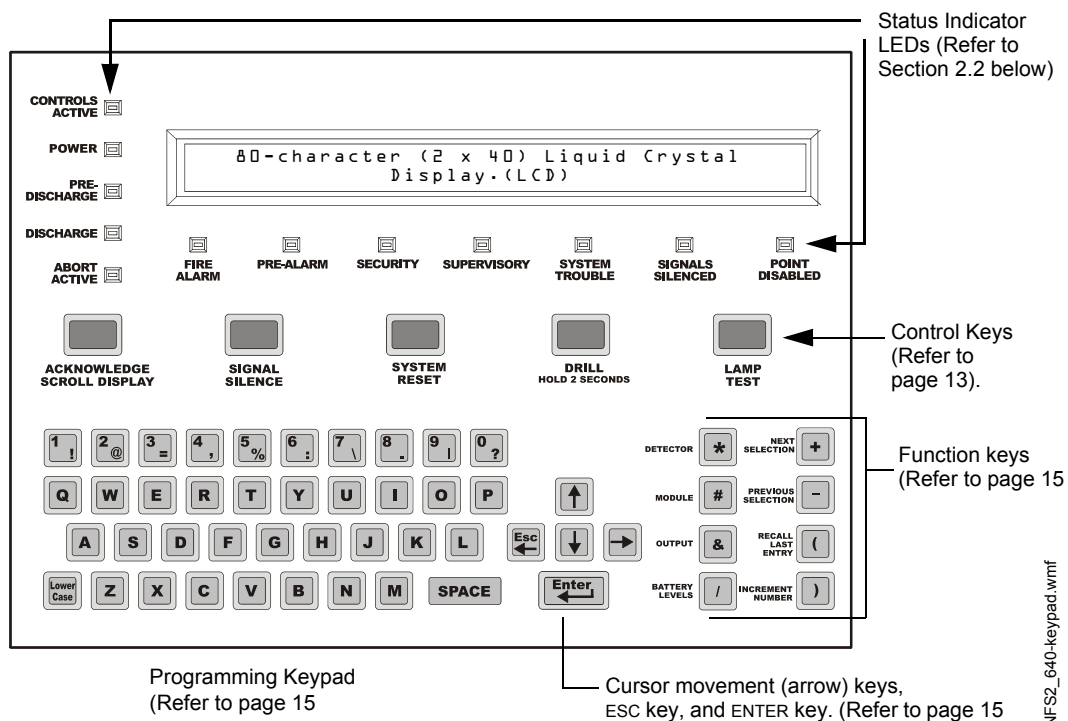 Status Indicator
LEDs (Refer to
Section 2.2 below)
CONTROLS
ACTIVE
POWER
PRE-
DISCHARGE
DISCHARGE
ABORT
ACTIVE
80-character (2 x 40) Liquid Crystal
Display.(LCD)
FIRE
ALARM
PRE-ALARM
SECURITY
SUPERVISORY
SYSTEM
TROUBLE
SIGNALS
SILENCED
POINT
DISABLED
ACKNOWLEDGE
SCROLL DISPLAY
SIGNAL
SILENCE
SYSTEM
RESET
DRILL
HOLD 2 SECONDS
LAMP
TEST
Control Keys
(Refer to
page 13).
1 ! 2 @ 3 = 4 , 5 % 6 : 7 \ 8 . 9 | 0 ?
Q W E R T Y U I O P
A S D F G H J K L Esc
Lower
Case
Z X C V B N M SPACE Enter
DETECTOR *
NEXT
SELECTION +
MODULE #
PREVIOUS
SELECTION -
OUTPUT &
RECALL
LAST
ENTRY (
BATTERY
LEVELS /
INCREMENT
NUMBER )
Function keys
(Refer to page 15
Programming Keypad
(Refer to page 15
Cursor movement (arrow) keys,
ESC key, and ENTER key. (Refer to page 15
NFS2_640-keypad.wmf